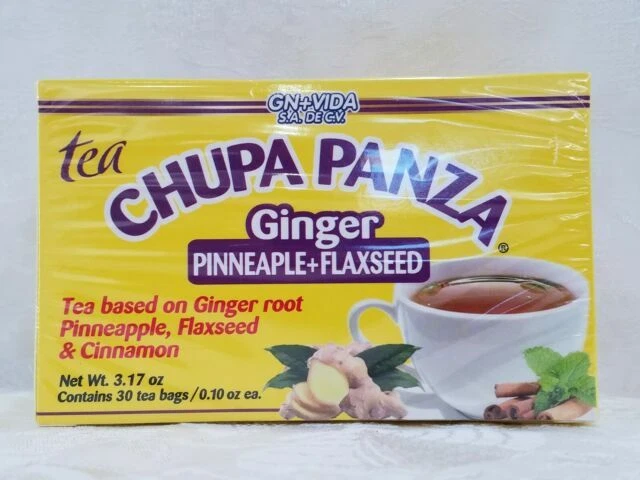 GN+VIDA
S.A. DE C.V.
tea
CHUPA PANZA®
Ginger
PINNEAPLE+FLAXSEED
Tea based on Ginger root
Pinneapple, Flaxseed
& Cinnamon
Net Wt. 3.17 oz
Contains 30 tea bags/0.10 oz ea.